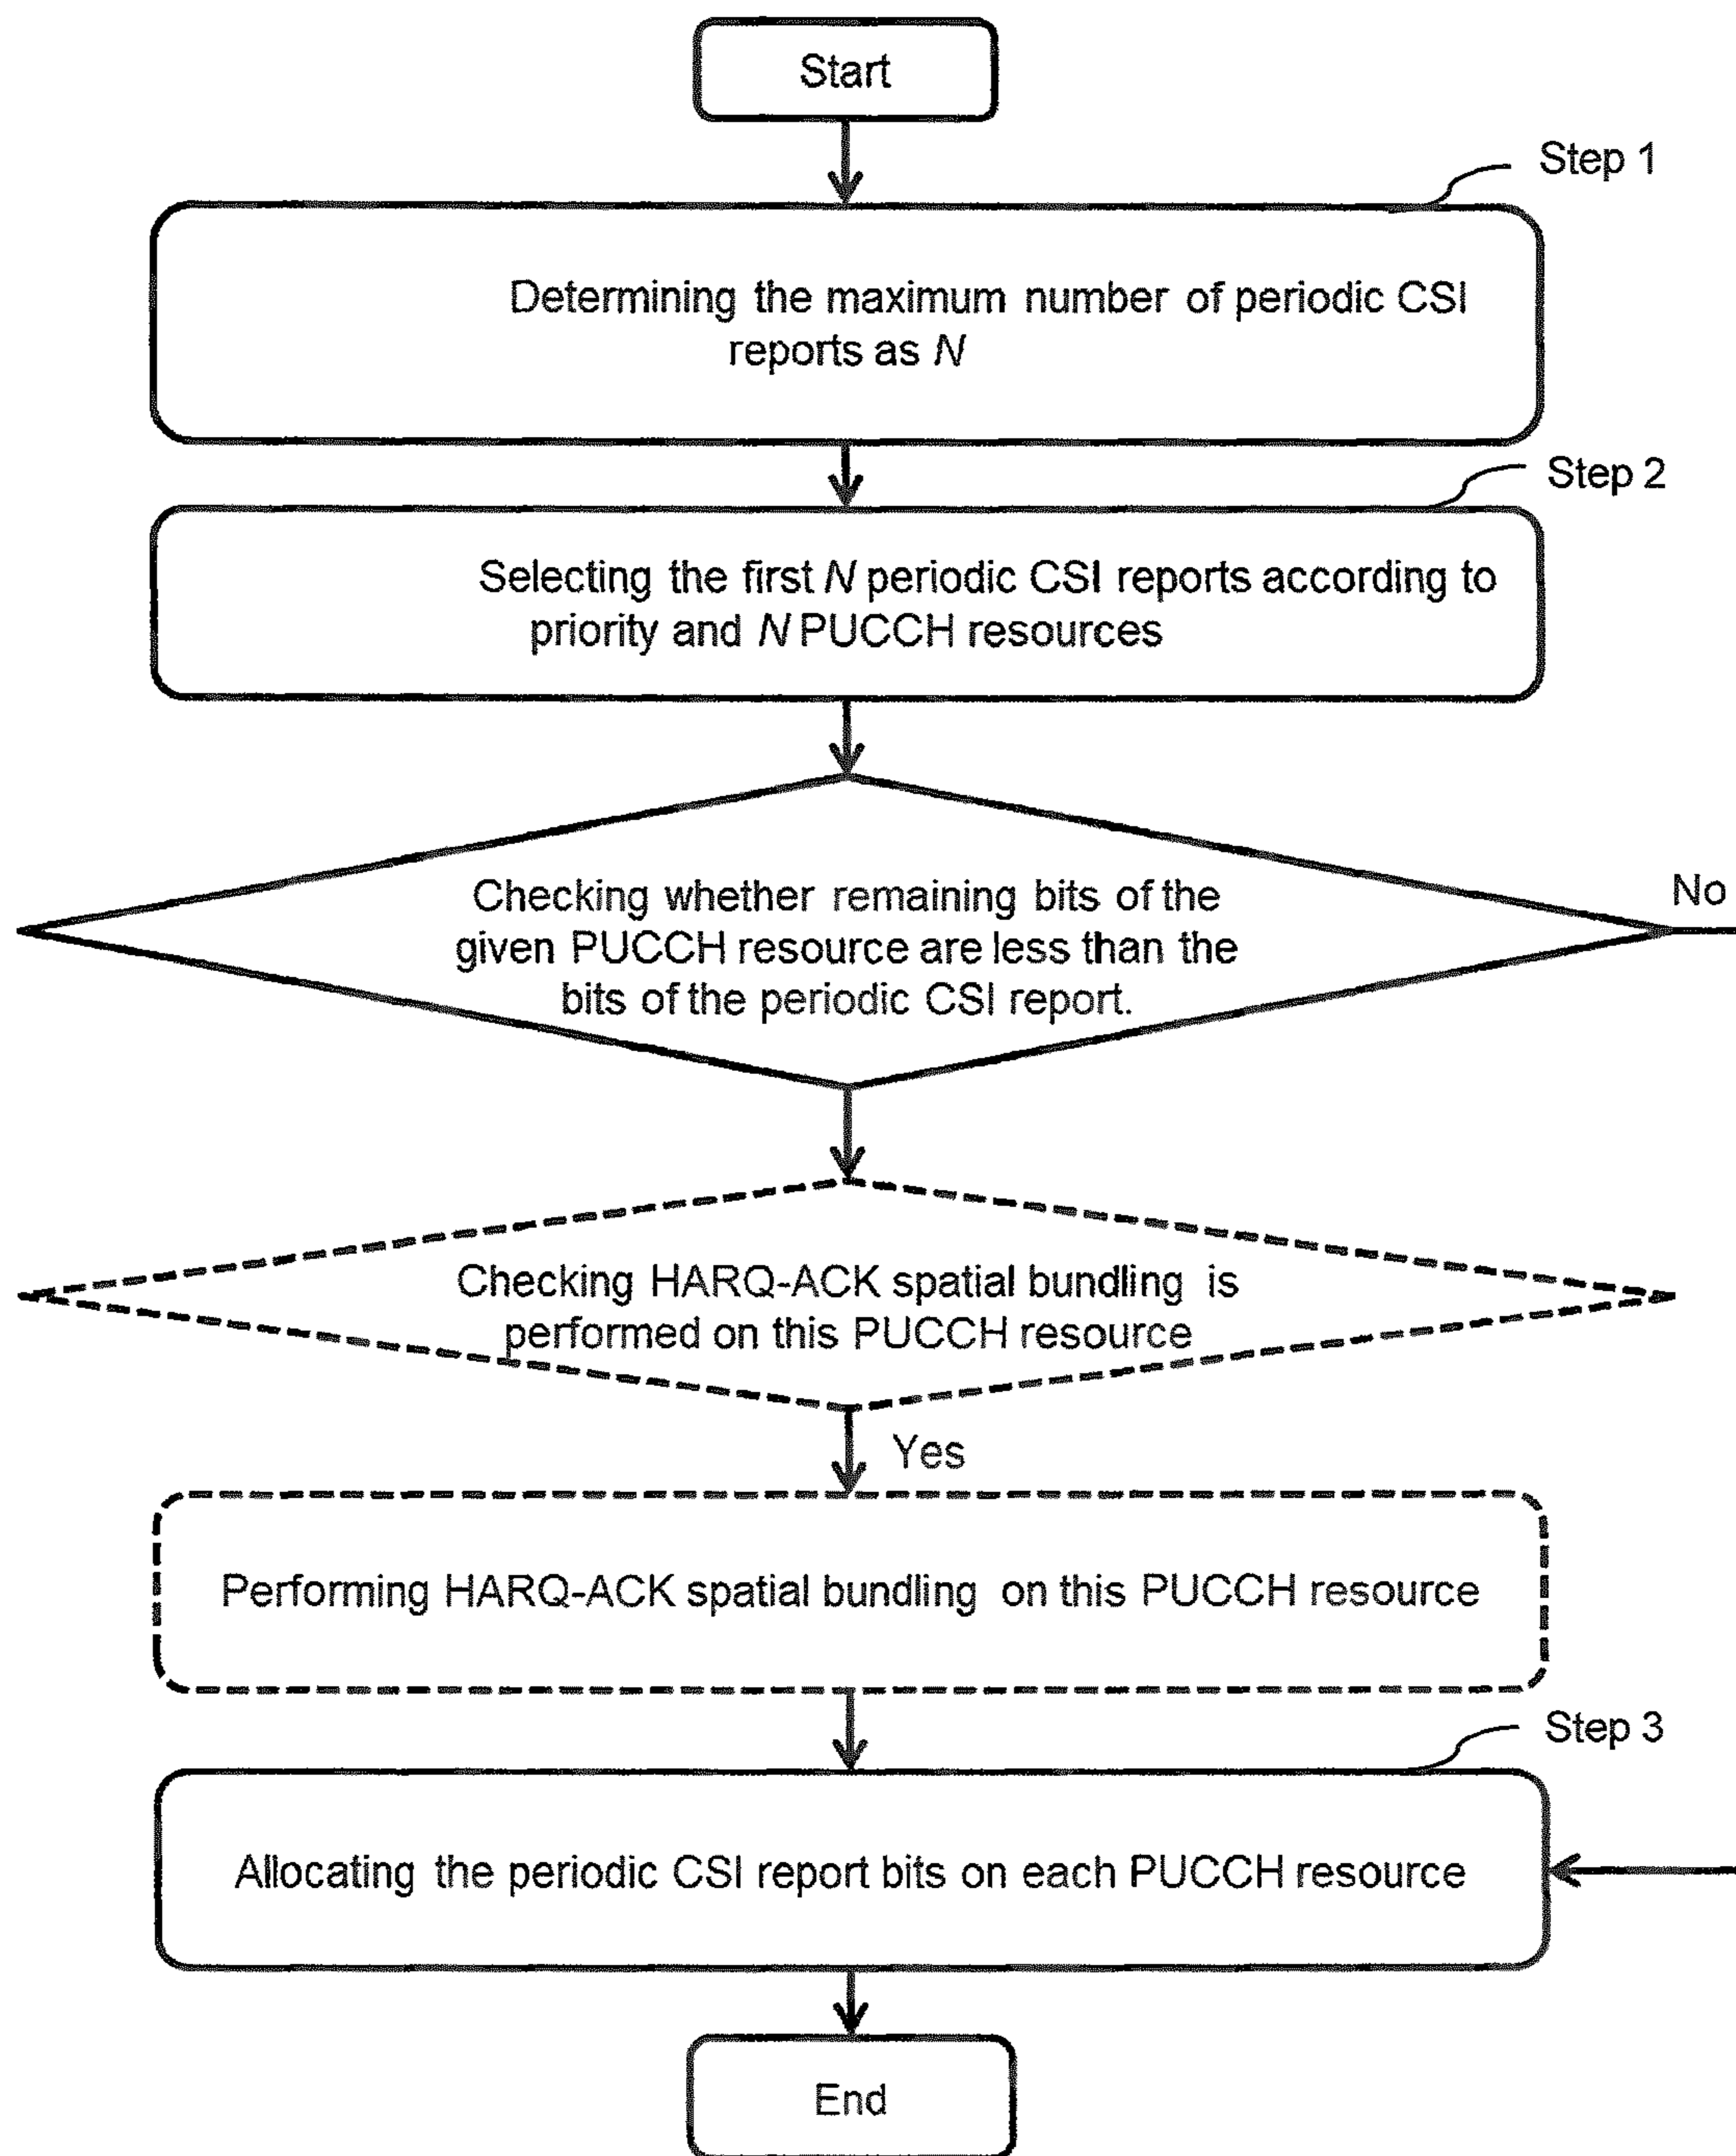 Start
Step 1
Determining the maximum number of periodic CSI
reports as N
Step 2
Selecting the first N periodic CSI reports according to
priority and N PUCCH resources
Checking whether remaining bits of the
given PUCCH resource are less than the
bits of the periodic CSI report.
No
Checking HARQ-ACK spatial bundling is
performed on this PUCCH resource
Yes
Performing HARQ-ACK spatial bundling on this PUCCH resource
Step 3
Allocating the periodic CSI report bits on each PUCCH resource
End